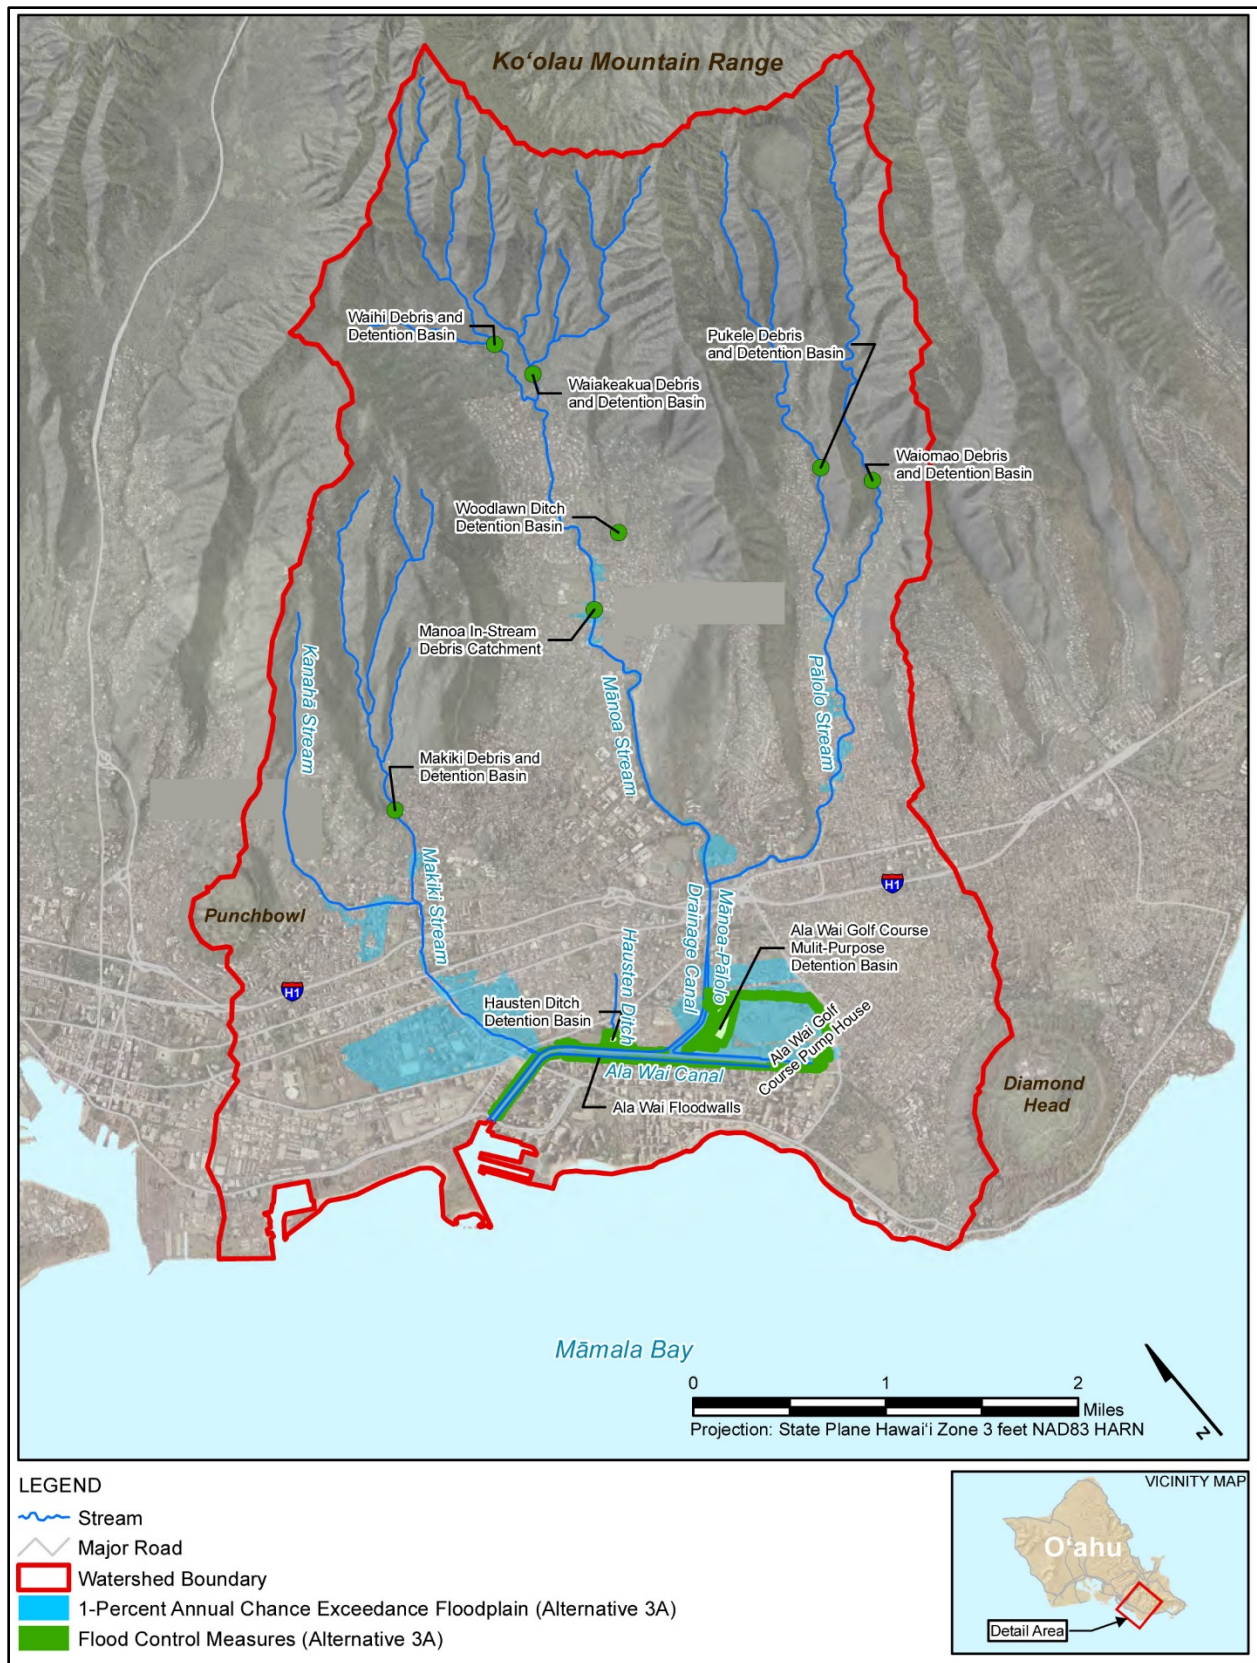 Ko‘olau Mountain Range
Waihi Debris and
Detention Basin
Pukele Debris
and Detention Basin
Waiakeakua Debris
and Detention Basin
Waiomao Debris
and Detention Basin
Woodlawn Ditch
Detention Basin
Manoa In-Stream
Debris Catchment
Kanahā Stream
Mānoa Stream
Pālolo Stream
Makiki Debris and
Detention Basin
Makiki Stream
Punchbowl
H1
Mānoa-Pālolo
Drainage Canal
Ala Wai Golf Course
Mulit-Purpose
Detention Basin
H1
Hausten Ditch
Hausten Ditch
Detention Basin
Ala Wai Golf
Course Pump House
Ala Wai Canal
Ala Wai Floodwalls
Diamond
Head
Māmala Bay
0 1 2
Miles
Projection: State Plane Hawai‘i Zone 3 feet NAD83 HARN
N
LEGEND
Stream
Major Road
Watershed Boundary
1-Percent Annual Chance Exceedance Floodplain (Alternative 3A)
Flood Control Measures (Alternative 3A)
VICINITY MAP
O‘ahu
Detail Area